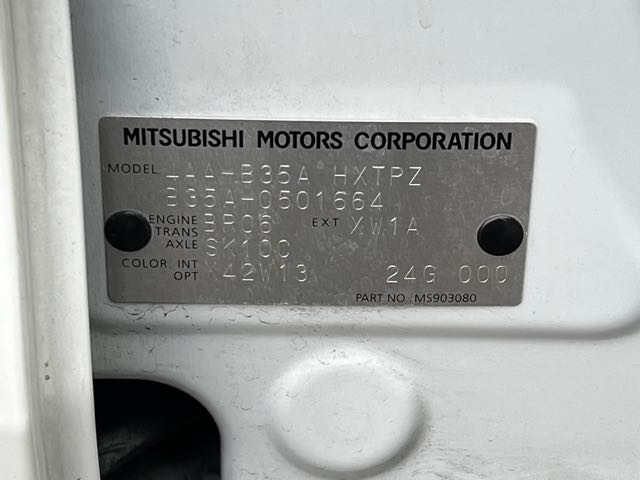 MITSUBISHI MOTORS CORPORATION
MODEL LAA-B35A HXTPZ
B35A-0501664
ENGINE BR06 EXT XW1A
TRANS
AXLE SK100
COLOR, INT X42W13 24G 000
OPT
PART NO. MS903080